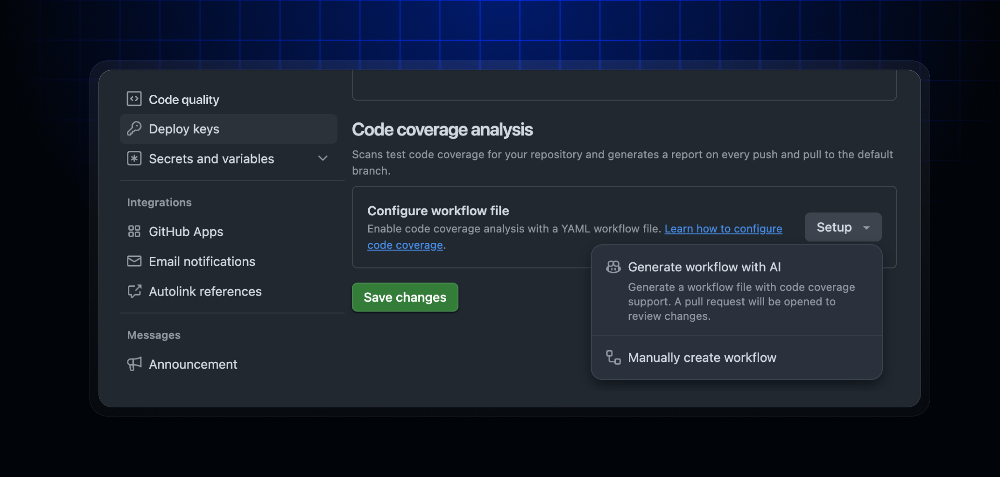 Code quality
Deploy keys
Secrets and variables
Integrations
GitHub Apps
Email notifications
Autolink references
Messages
Announcement
Code coverage analysis
Scans test code coverage for your repository and generates a report on every push and pull to the default
branch.
Configure workflow file
Enable code coverage analysis with a YAML workflow file. Learn how to configure
code coverage.
Setup
Generate workflow with AI
Generate a workflow file with code coverage
support. A pull request will be opened to
review changes.
Manually create workflow
Save changes